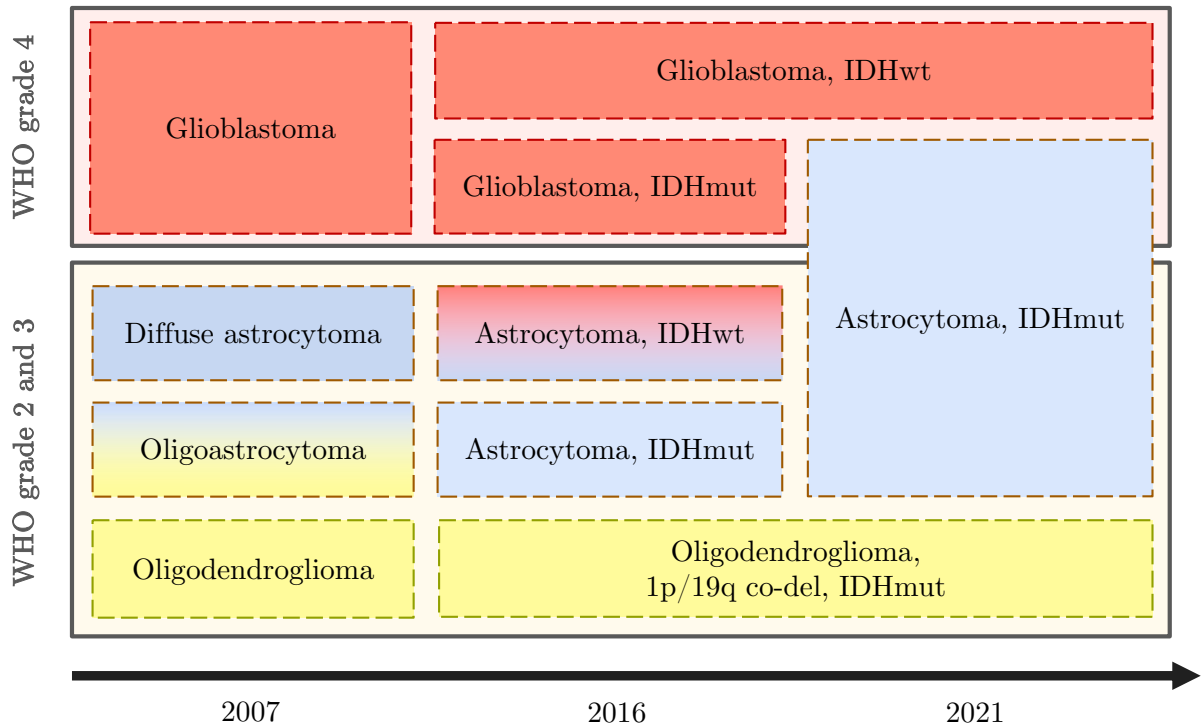 WHO grade 4
Glioblastoma
Glioblastoma, IDHwt
Glioblastoma, IDHmut
WHO grade 2 and 3
Diffuse astrocytoma
Astrocytoma, IDHwt
Astrocytoma, IDHmut
Oligoastrocytoma
Astrocytoma, IDHmut
Oligodendroglioma
Oligodendroglioma,
1p/19q co-del, IDHmut
2007
2016
2021